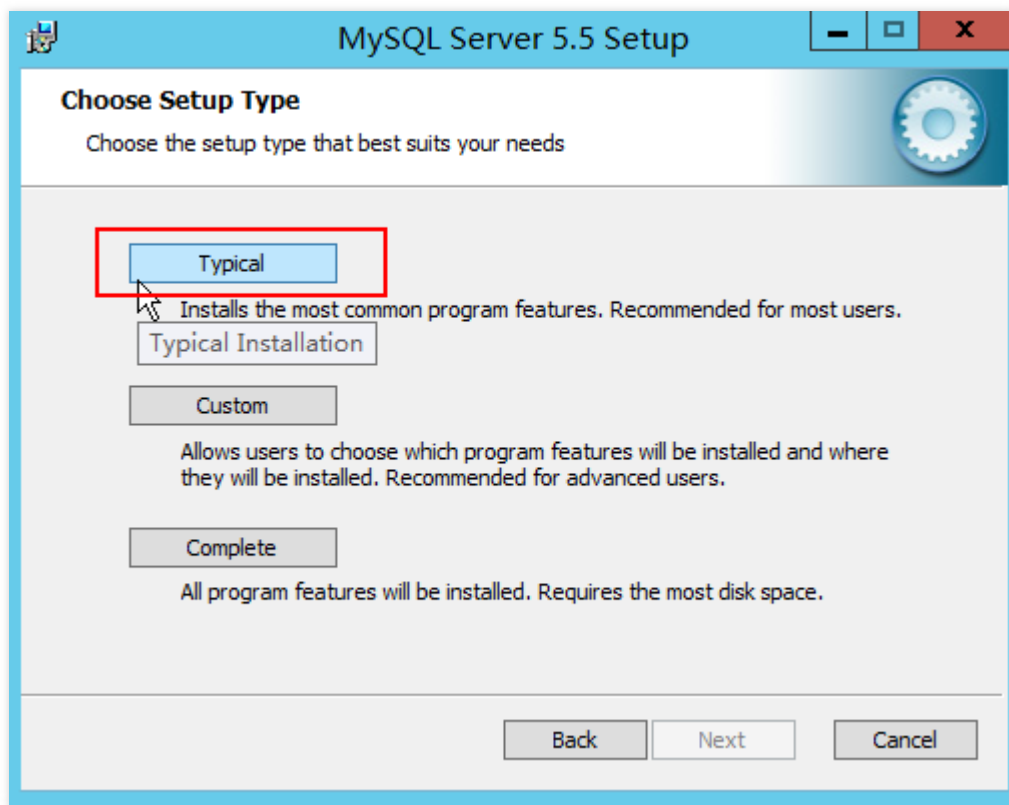 MySQL Server 5.5 Setup
Choose Setup Type
Choose the setup type that best suits your needs
Typical
Installs the most common program features. Recommended for most users.
Typical Installation
Custom
Allows users to choose which program features will be installed and where
they will be installed. Recommended for advanced users.
Complete
All program features will be installed. Requires the most disk space.
Back Next Cancel